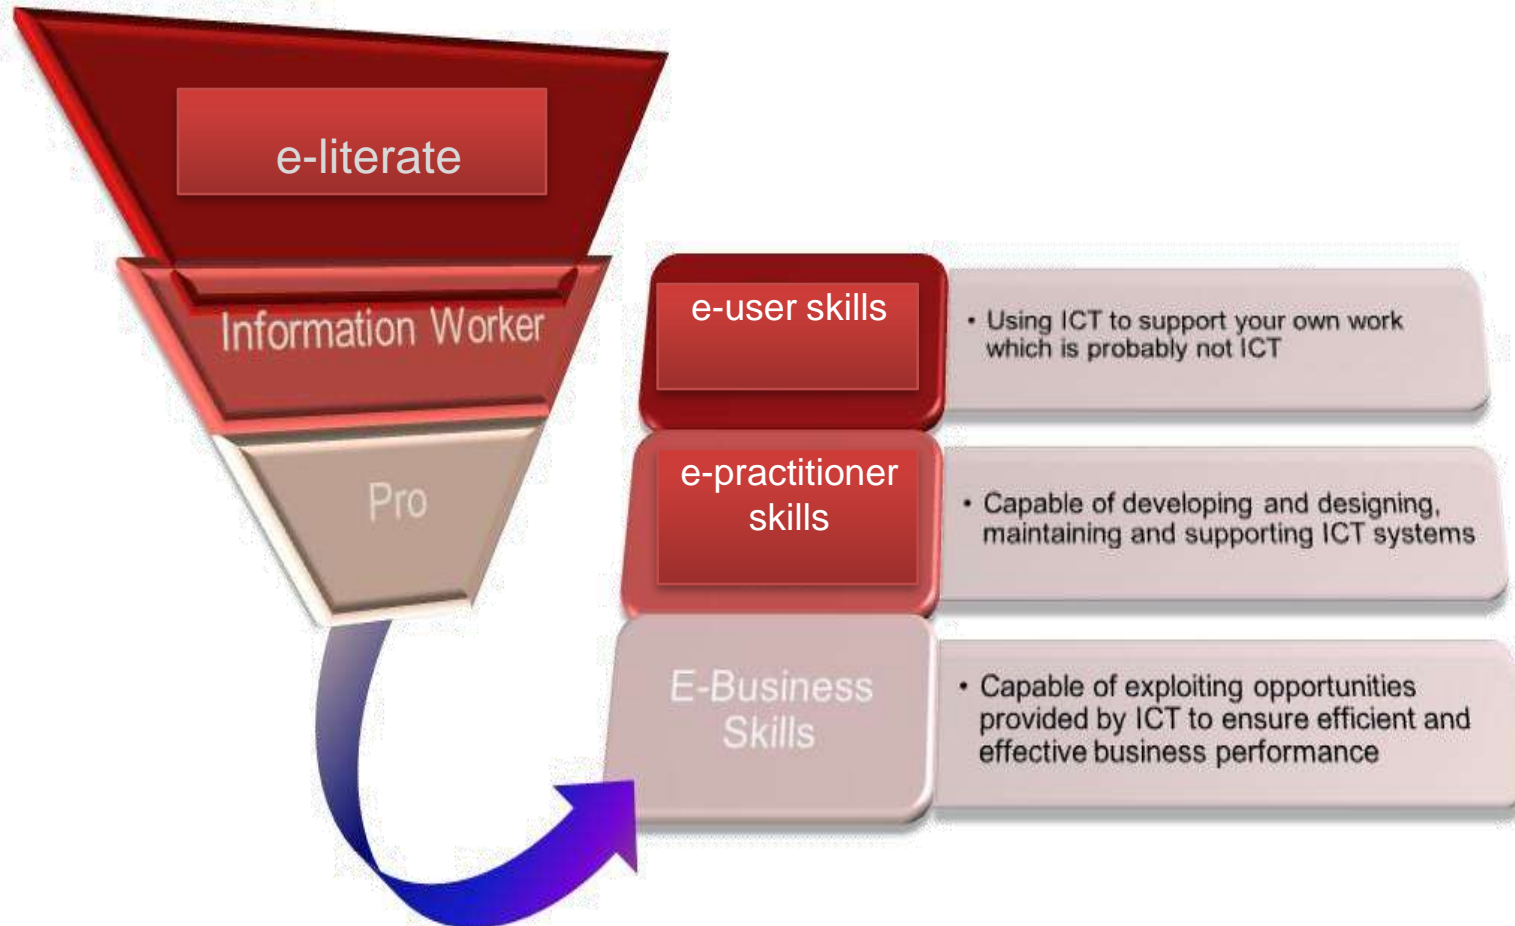 e-literate
Information Worker
Pro
e-user skills
• Using ICT to support your own work
which is probably not ICT
e-practitioner
skills
• Capable of developing and designing,
maintaining and supporting ICT systems
E-Business
Skills
• Capable of exploiting opportunities
provided by ICT to ensure efficient and
effective business performance